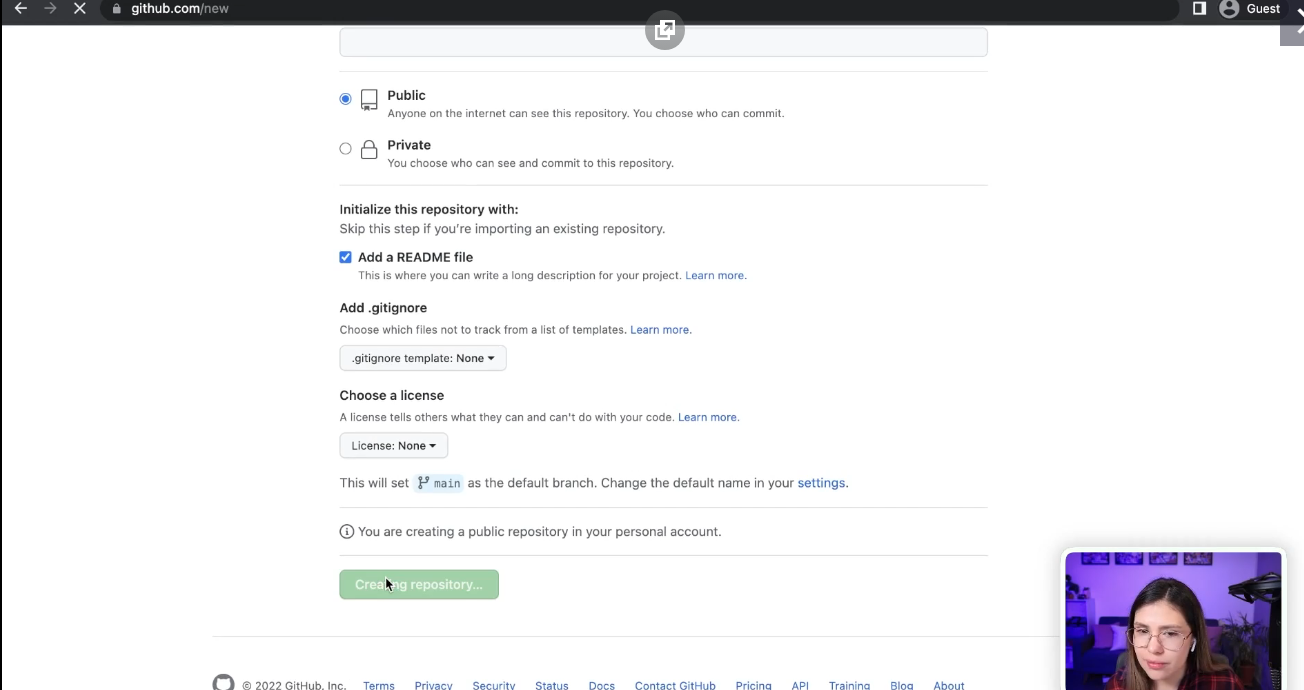 github.com/new
Guest
Public
Anyone on the internet can see this repository. You choose who can commit.
Private
You choose who can see and commit to this repository.
Initialize this repository with:
Skip this step if you're importing an existing repository.
Add a README file
This is where you can write a long description for your project. Learn more.
Add .gitignore
Choose which files not to track from a list of templates. Learn more.
.gitignore template: None
Choose a license
A license tells others what they can and can't do with your code. Learn more.
License: None
This will set main as the default branch. Change the default name in your settings.
You are creating a public repository in your personal account.
Creating repository...
© 2022 GitHub, Inc. Terms Privacy Security Status Docs Contact GitHub Pricing API Training Blog About